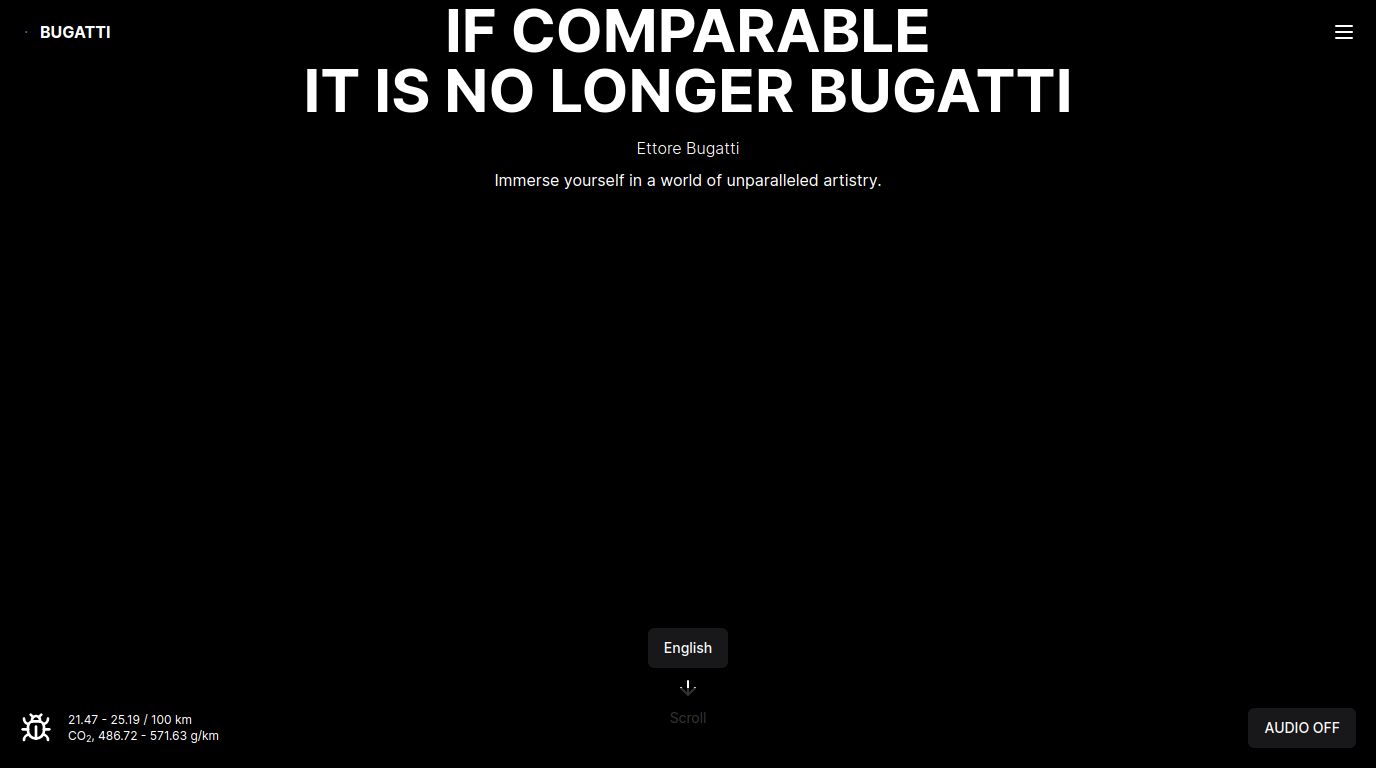 BUGATTI
IF COMPARABLE
IT IS NO LONGER BUGATTI
Ettore Bugatti
Immerse yourself in a world of unparalleled artistry.
English
Scroll
21.47 - 25.19 / 100 km
CO₂, 486.72 - 571.63 g/km
AUDIO OFF